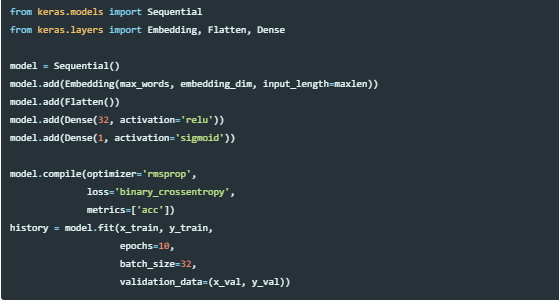 from keras.models import Sequential
from keras.layers import Embedding, Flatten, Dense

model = Sequential()
model.add(Embedding(max_words, embedding_dim, input_length=maxlen))
model.add(Flatten())
model.add(Dense(32, activation='relu'))
model.add(Dense(1, activation='sigmoid'))

model.compile(optimizer='rmsprop',
              loss='binary_crossentropy',
              metrics=['acc'])
history = model.fit(x_train, y_train,
                    epochs=10,
                    batch_size=32,
                    validation_data=(x_val, y_val))